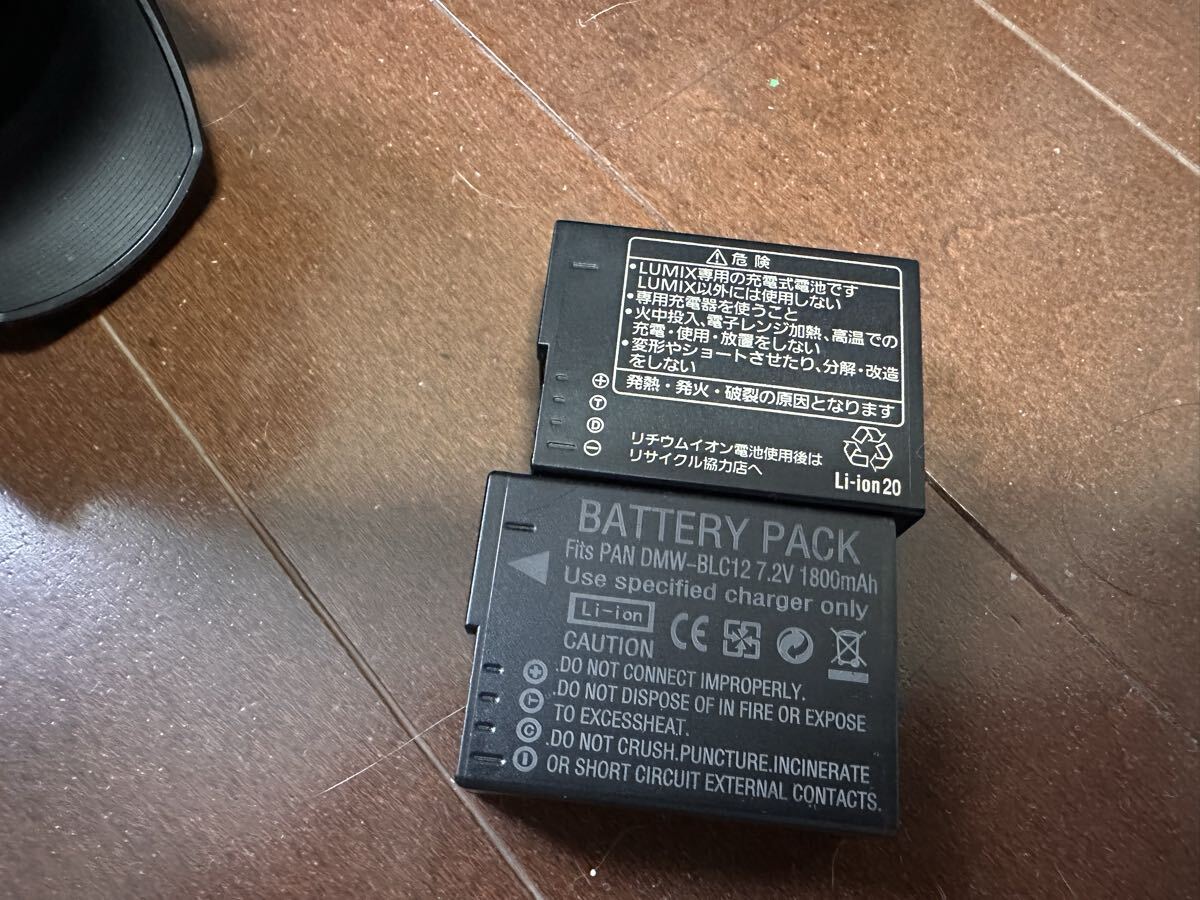 ⚠危険
・LUMIX専用の充電式電池です
LUMIX以外には使用しない
・専用充電器を使うこと
・火中投入、電子レンジ加熱、高温での
充電・使用・放置をしない
・変形やショートさせたり、分解・改造
をしない
発熱・発火・破裂の原因となります
+
T
D
−
リチウムイオン電池使用後は
リサイクル協力店へ
Li-ion20
BATTERY PACK
Fits PAN DMW-BLC12 7.2V 1800mAh
Use specified charger only
Li-ion
CE
CAUTION
.DO NOT CONNECT IMPROPERLY.
.DO NOT DISPOSE OF IN FIRE OR EXPOSE
TO EXCESSHEAT.
.DO NOT CRUSH.PUNCTURE.INCINERATE
OR SHORT CIRCUIT EXTERNAL CONTACTS.
+
T
C
−